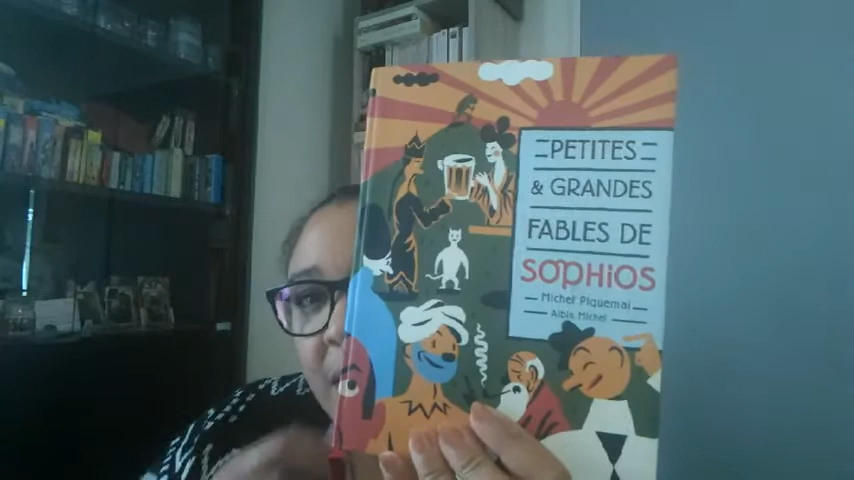 PETITES
& GRANDES
FABLES DE
SOPHIOS
Michel Piquemal
Albin Michel